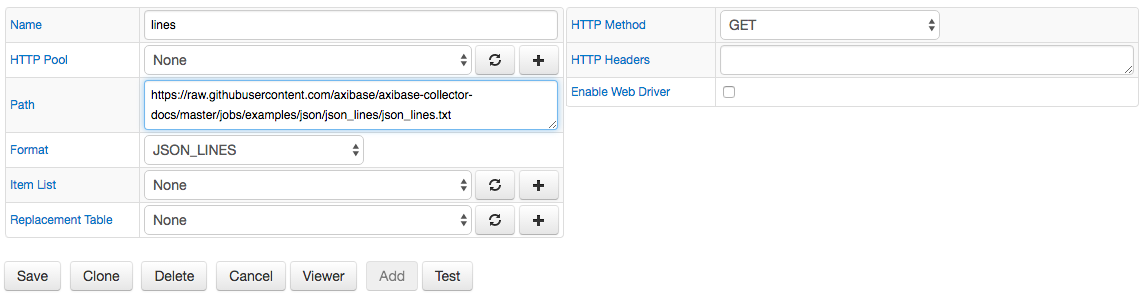 Name lines
HTTP Pool None
Path https://raw.githubusercontent.com/axibase/axibase-collector-
docs/master/jobs/examples/json/json_lines/json_lines.txt
Format JSON_LINES
Item List None
Replacement Table None
HTTP Method GET
HTTP Headers
Enable Web Driver
Save Clone Delete Cancel Viewer Add Test